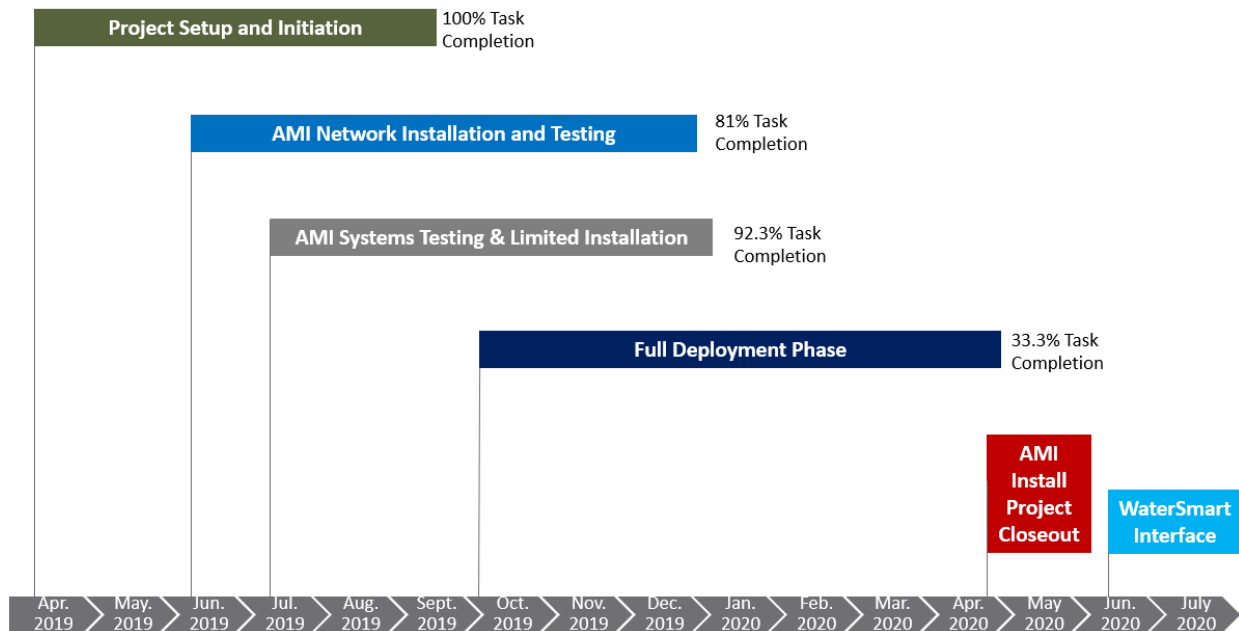 Project Setup and Initiation
100% Task
Completion
AMI Network Installation and Testing
81% Task
Completion
AMI Systems Testing & Limited Installation
92.3% Task
Completion
Full Deployment Phase
33.3% Task
Completion
AMI
Install
Project
Closeout
WaterSmart
Interface
Apr. May. Jun. Jul. Aug. Sept. Oct. Nov. Dec. Jan. Feb. Mar. Apr. May Jun. July
2019 2019 2019 2019 2019 2019 2019 2019 2019 2020 2020 2020 2020 2020 2020 2020